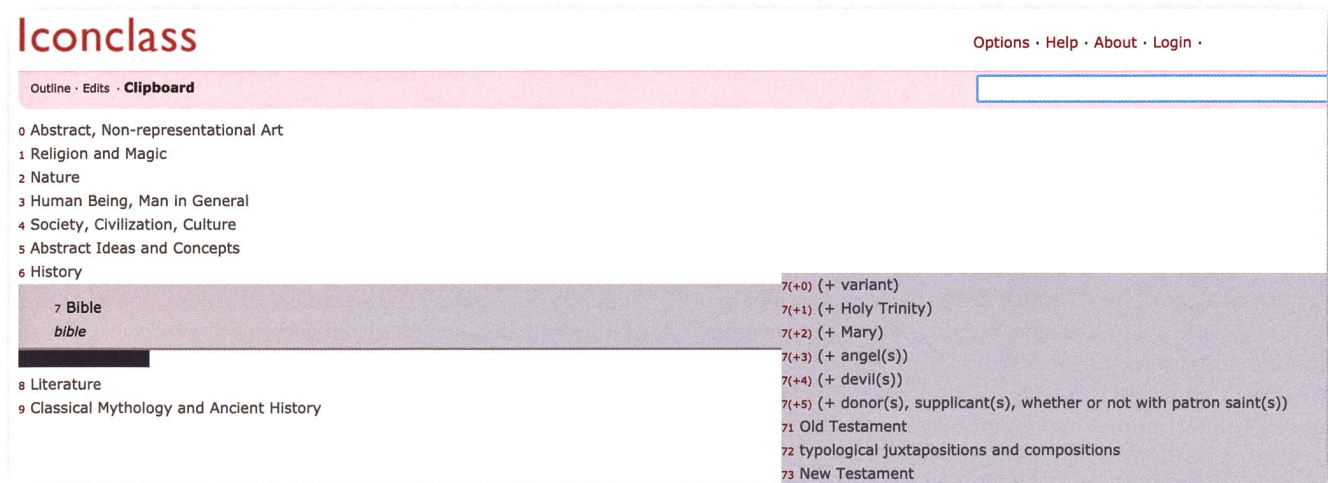 Iconclass
Options · Help · About · Login ·
Outline · Edits · Clipboard
0 Abstract, Non-representational Art
1 Religion and Magic
2 Nature
3 Human Being, Man in General
4 Society, Civilization, Culture
5 Abstract Ideas and Concepts
6 History
7 Bible
bible
8 Literature
9 Classical Mythology and Ancient History
7(+0) (+ variant)
7(+1) (+ Holy Trinity)
7(+2) (+ Mary)
7(+3) (+ angel(s))
7(+4) (+ devil(s))
7(+5) (+ donor(s), supplicant(s), whether or not with patron saint(s))
71 Old Testament
72 typological juxtapositions and compositions
73 New Testament